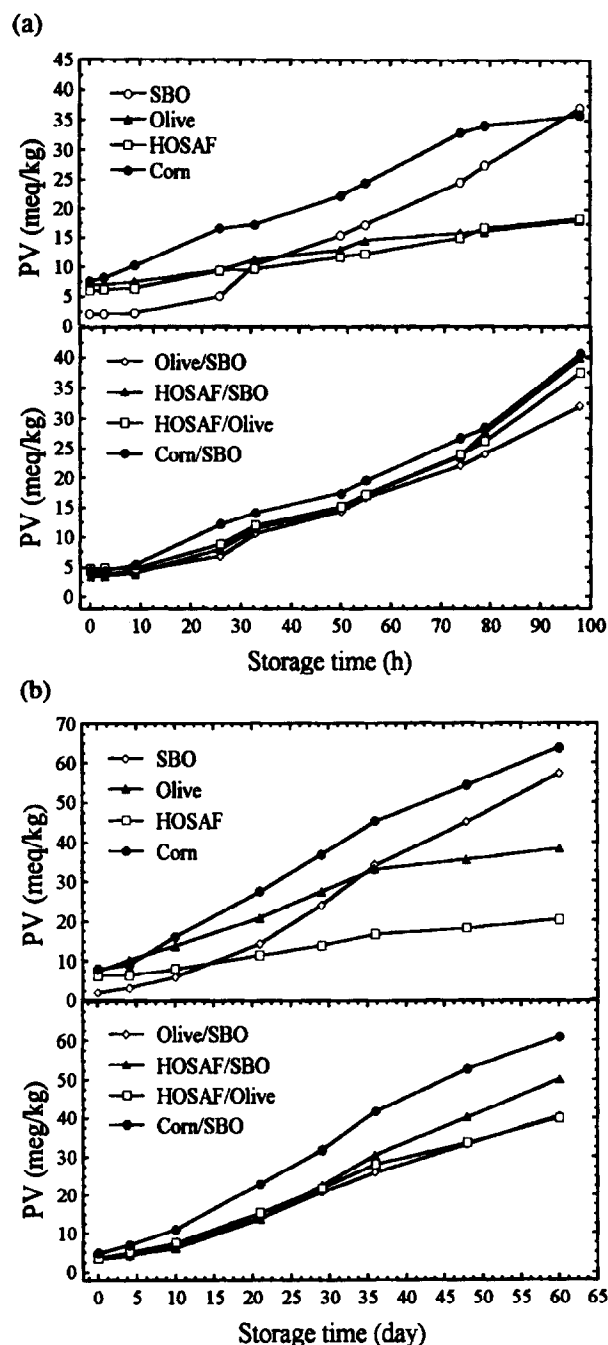 (a)
45
40
35
30
25
20
15
10
5
0
PV (meq/kg)
SBO
Olive
HOSAF
Corn
40
35
30
25
20
15
10
5
0
PV (meq/kg)
Olive/SBO
HOSAF/SBO
HOSAF/Olive
Corn/SBO
0 10 20 30 40 50 60 70 80 90 100
Storage time (h)
(b)
70
60
50
40
30
20
10
0
PV (meq/kg)
SBO
Olive
HOSAF
Corn
60
50
40
30
20
10
0
PV (meg/kg)
Olive/SBO
HOSAF/SBO
HOSAF/Olive
Corn/SBO
0 5 10 15 20 25 30 35 40 45 50 55 60 65
Storage time (day)